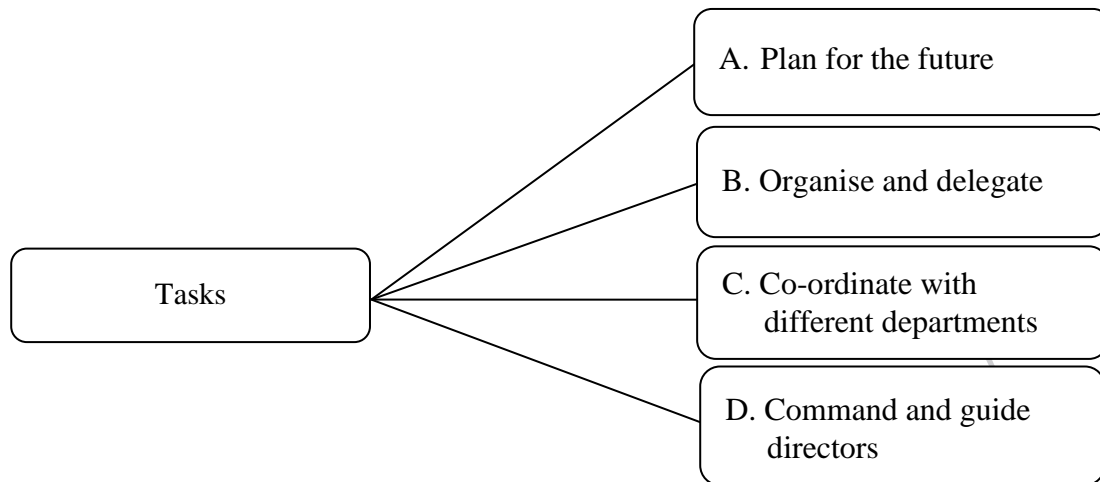 A. Plan for the future
B. Organise and delegate
Tasks
C. Co-ordinate with
different departments
D. Command and guide
directors